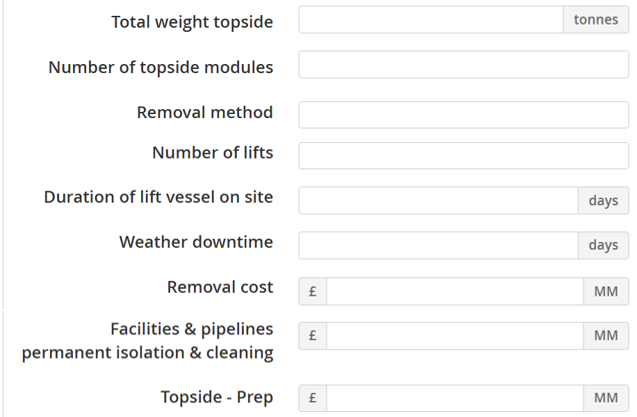 Total weight topside tonnes
Number of topside modules
Removal method
Number of lifts
Duration of lift vessel on site days
Weather downtime days
Removal cost £ MM
Facilities & pipelines
permanent isolation & cleaning £ MM
Topside - Prep £ MM